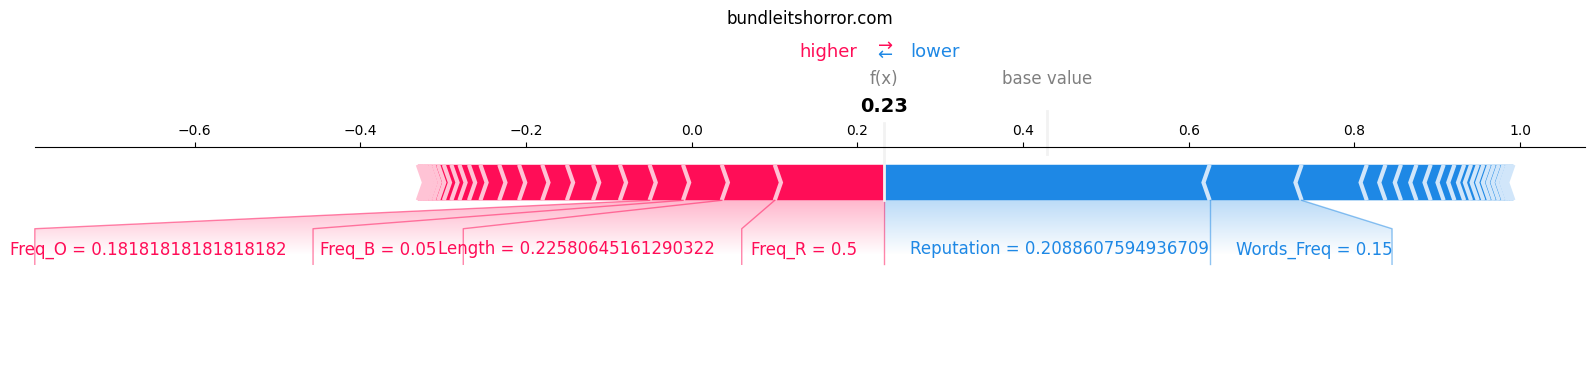 bundleitshorror.com
higher ⇄ lower
f(x) base value
0.23
−0.6 −0.4 −0.2 0.0 0.2 0.4 0.6 0.8 1.0
Freq_O = 0.18181818181818182 Freq_B = 0.05 Length = 0.22580645161290322 Freq_R = 0.5 Reputation = 0.2088607594936709 Words_Freq = 0.15